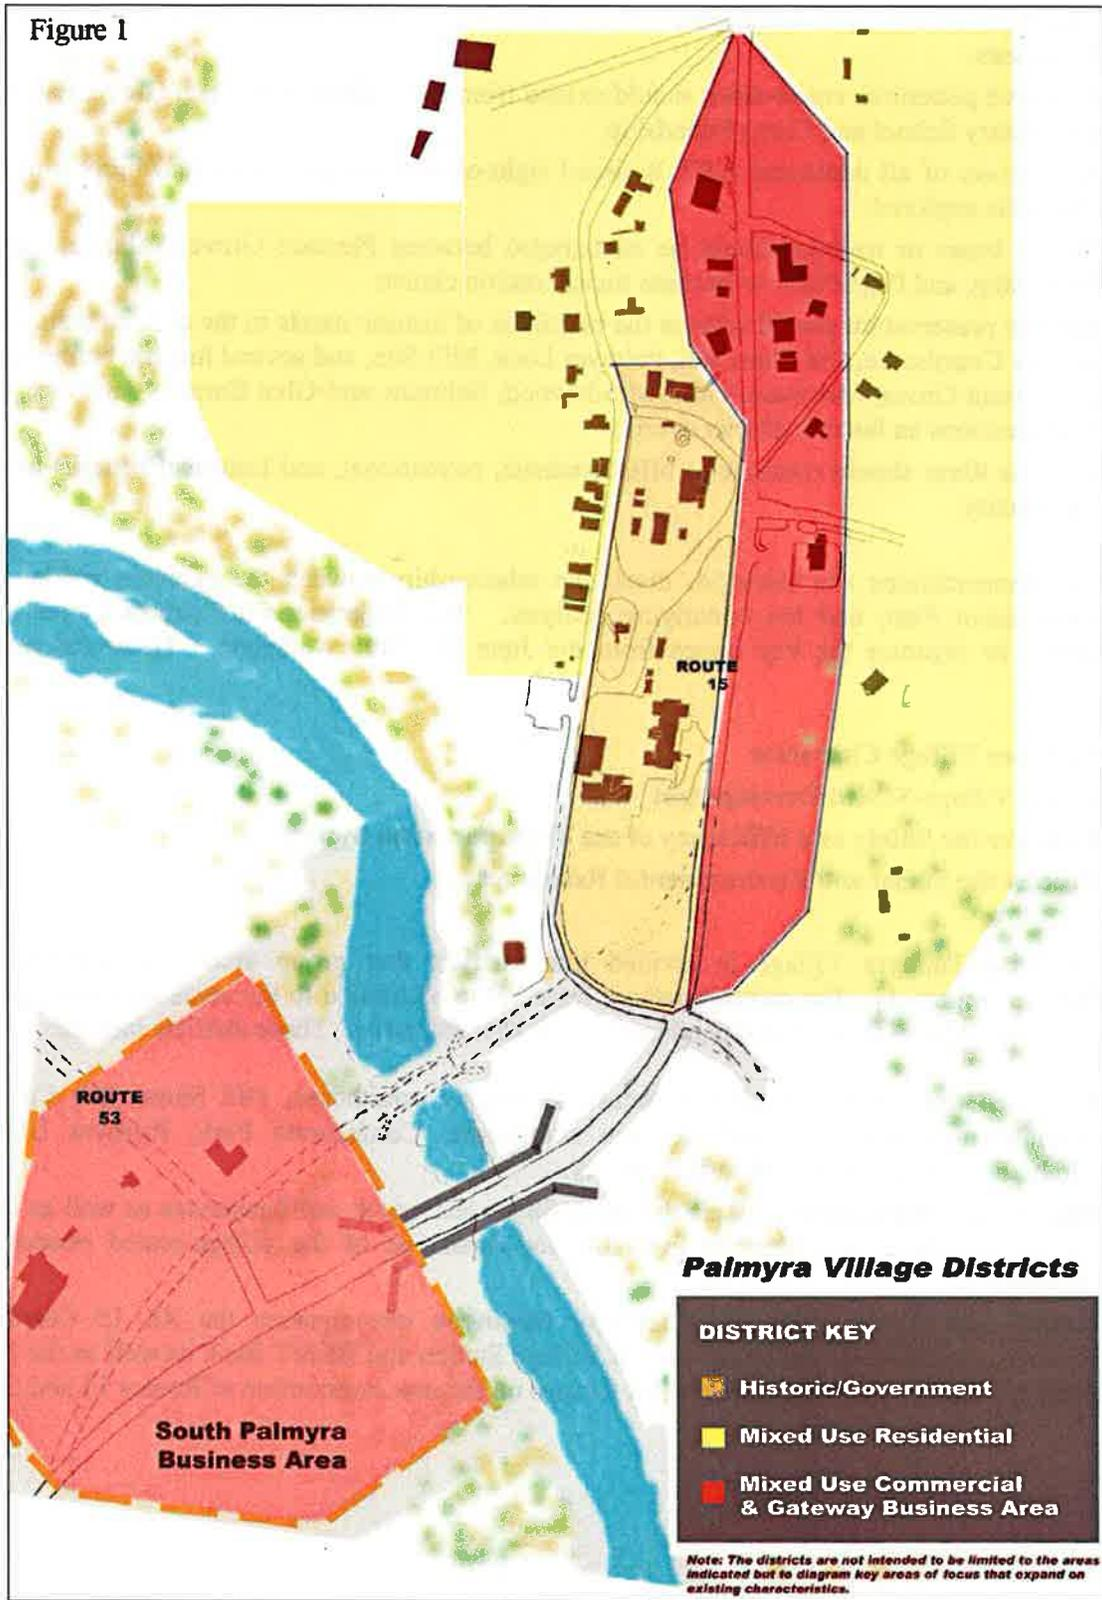 Figure 1
ROUTE
15
ROUTE
53
South Palmyra
Business Area
Palmyra Village Districts
DISTRICT KEY
Historic/Government
Mixed Use Residential
Mixed Use Commercial
& Gateway Business Area
Note: The districts are not intended to be limited to the areas
indicated but to diagram key areas of focus that expand on
existing characteristics.